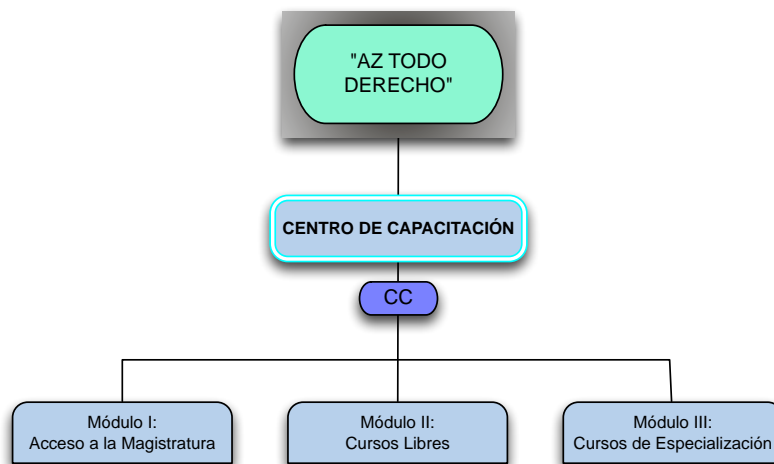 "AZ TODO
DERECHO"
CENTRO DE CAPACITACIÓN
CC
Módulo I:
Acceso a la Magistratura
Módulo II:
Cursos Libres
Módulo III:
Cursos de Especialización